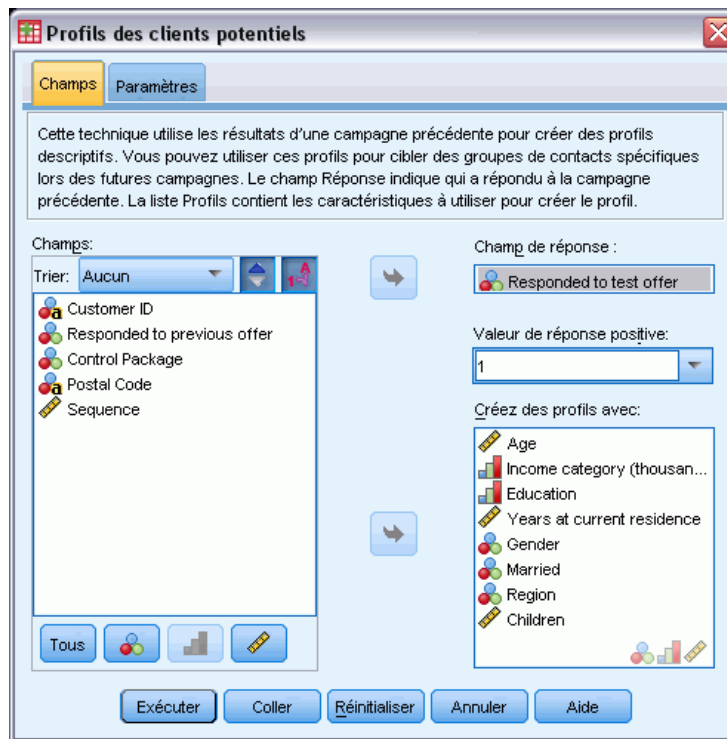 Profils des clients potentiels
Champs
Paramètres
Cette technique utilise les résultats d'une campagne précédente pour créer des profils
descriptifs. Vous pouvez utiliser ces profils pour cibler des groupes de contacts spécifiques
lors des futures campagnes. Le champ Réponse indique qui a répondu à la campagne
précédente. La liste Profils contient les caractéristiques à utiliser pour créer le profil.
Champs:
Trier: Aucun
Customer ID
Responded to previous offer
Control Package
Postal Code
Sequence
Tous
Champ de réponse :
Responded to test offer
Valeur de réponse positive:
1
Créez des profils avec:
Age
Income category (thousan...
Education
Years at current residence
Gender
Married
Region
Children
Exécuter
Coller
Réinitialiser
Annuler
Aide